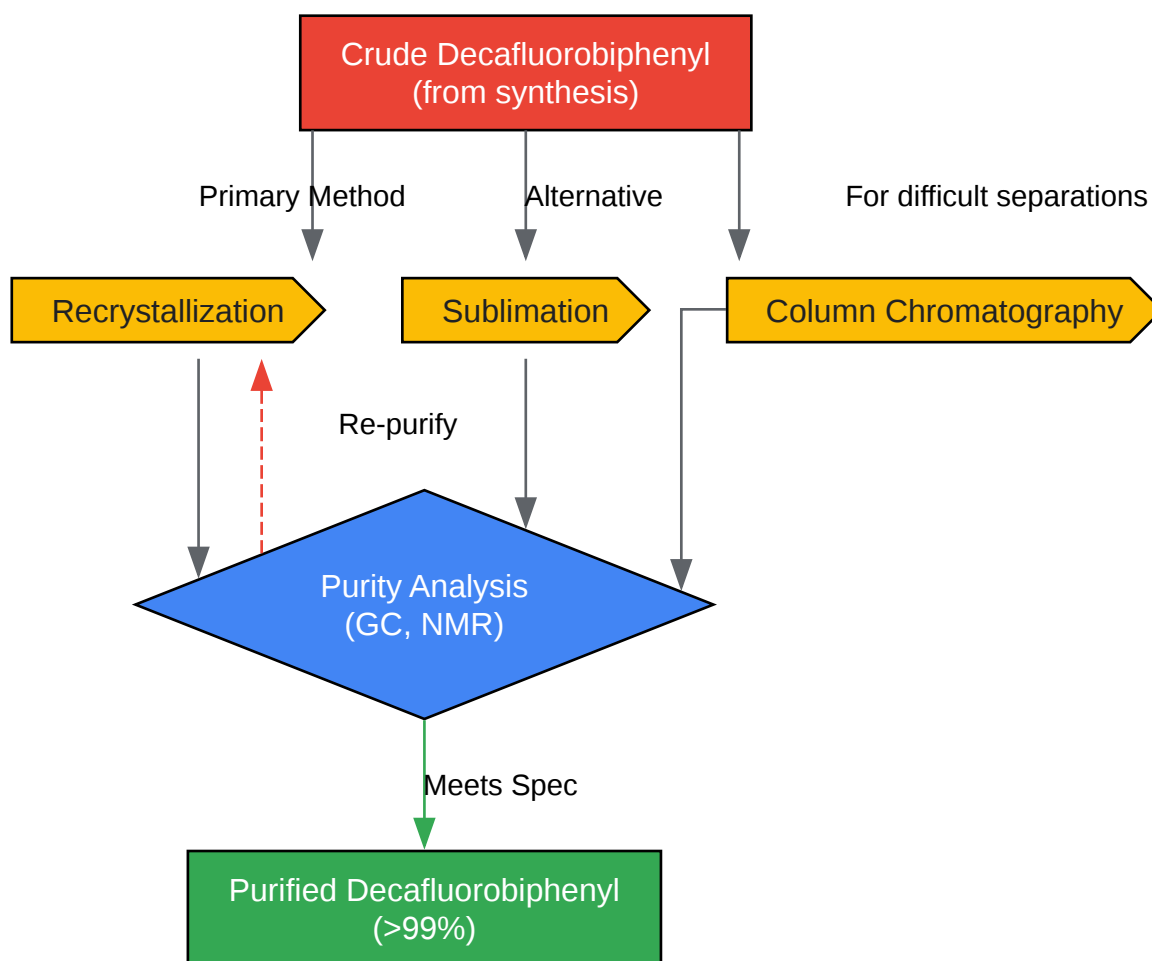 Crude Decafluorobiphenyl
(from synthesis)
Primary Method
Alternative
For difficult separations
Recrystallization
Sublimation
Column Chromatography
Re-purify
Purity Analysis
(GC, NMR)
Meets Spec
Purified Decafluorobiphenyl
(>99%)